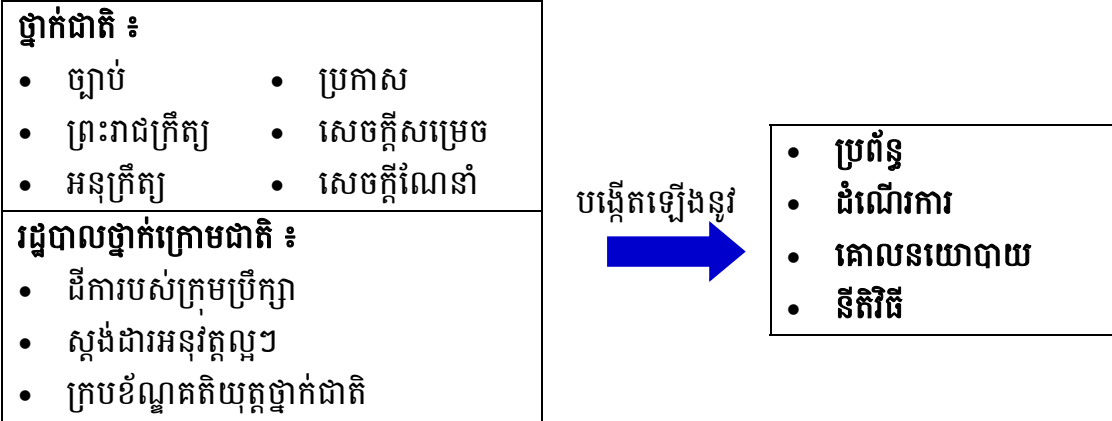 ថ្នាក់ជាតិ ៖
• ច្បាប់ • ប្រកាស
• ព្រះរាជក្រឹត្យ • សេចក្តីសម្រេច
• អនុក្រឹត្យ • សេចក្តីណែនាំ
រដ្ឋបាលថ្នាក់ក្រោមជាតិ ៖
• ដីការបស់ក្រុមប្រឹក្សា
• ស្តង់ដារអនុវត្តល្អៗ
• ក្របខ័ណ្ឌគតិយុត្តថ្នាក់ជាតិ
បង្កើតឡើងនូវ
• ប្រព័ន្ធ
• ដំណើរការ
• គោលនយោបាយ
• នីតិវិធី